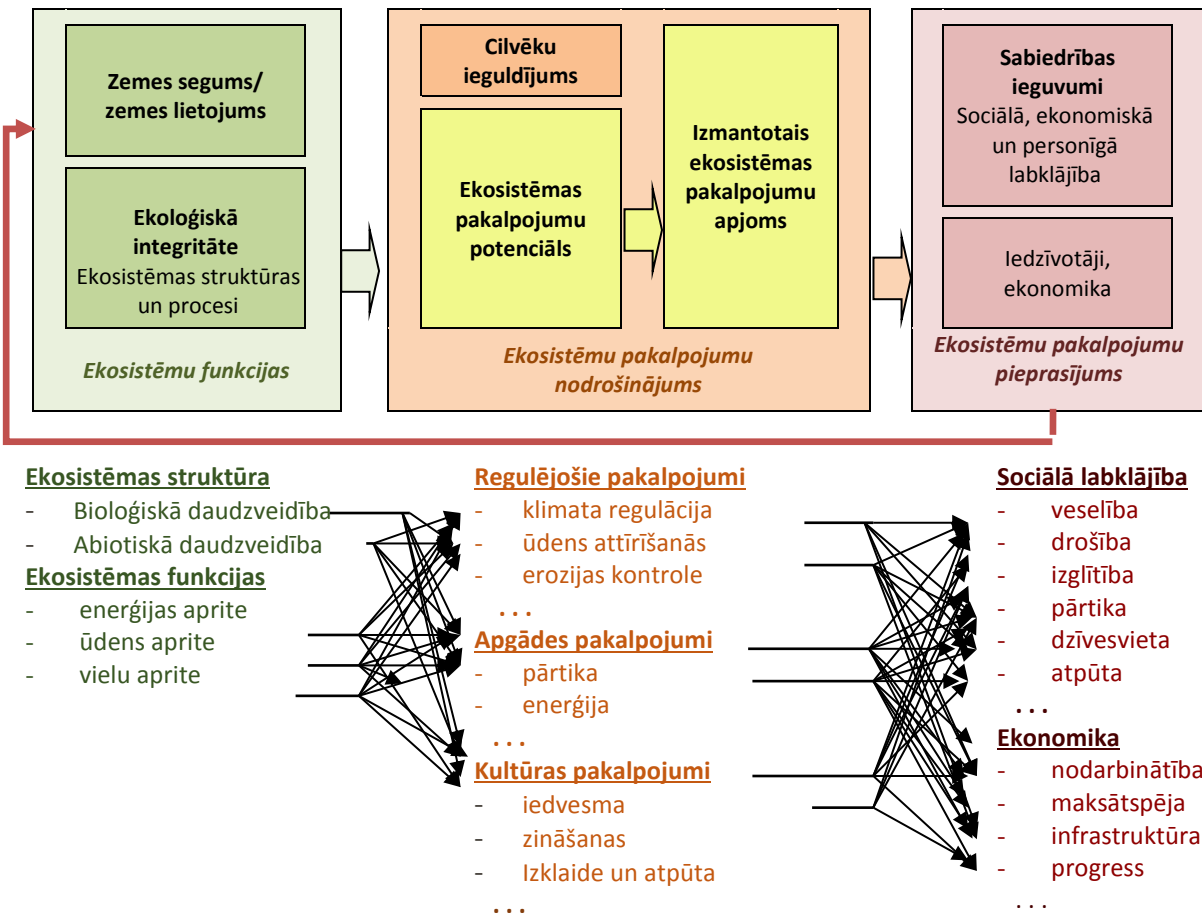 Zemes segums/
zemes lietojums
Ekoloģiskā
integritāte
Ekosistēmas struktūras
un procesi
Ekosistēmu funkcijas
Cilvēku
ieguldījums
Ekosistēmas
pakalpojumu
potenciāls
Izmantotais
ekosistēmas
pakalpojumu
apjoms
Ekosistēmu pakalpojumu
nodrošinājums
Sabiedrības
ieguvumi
Sociālā, ekonomiskā
un personīgā
labklājība
Iedzīvotāji,
ekonomika
Ekosistēmu pakalpojumu
pieprasījums
Ekosistēmas struktūra
- Bioloģiskā daudzveidība
- Abiotiskā daudzveidība
Ekosistēmas funkcijas
- enerģijas aprite
- ūdens aprite
- vielu aprite
Regulējošie pakalpojumi
- klimata regulācija
- ūdens attīrīšanās
- erozijas kontrole
...
Apgādes pakalpojumi
- pārtika
- enerģija
...
Kultūras pakalpojumi
- iedvesma
- zināšanas
- Izklaide un atpūta
...
Sociālā labklājība
- veselība
- drošība
- izglītība
- pārtika
- dzīvesvieta
- atpūta
...
Ekonomika
- nodarbinātība
- maksātspēja
- infrastruktūra
- progress
...